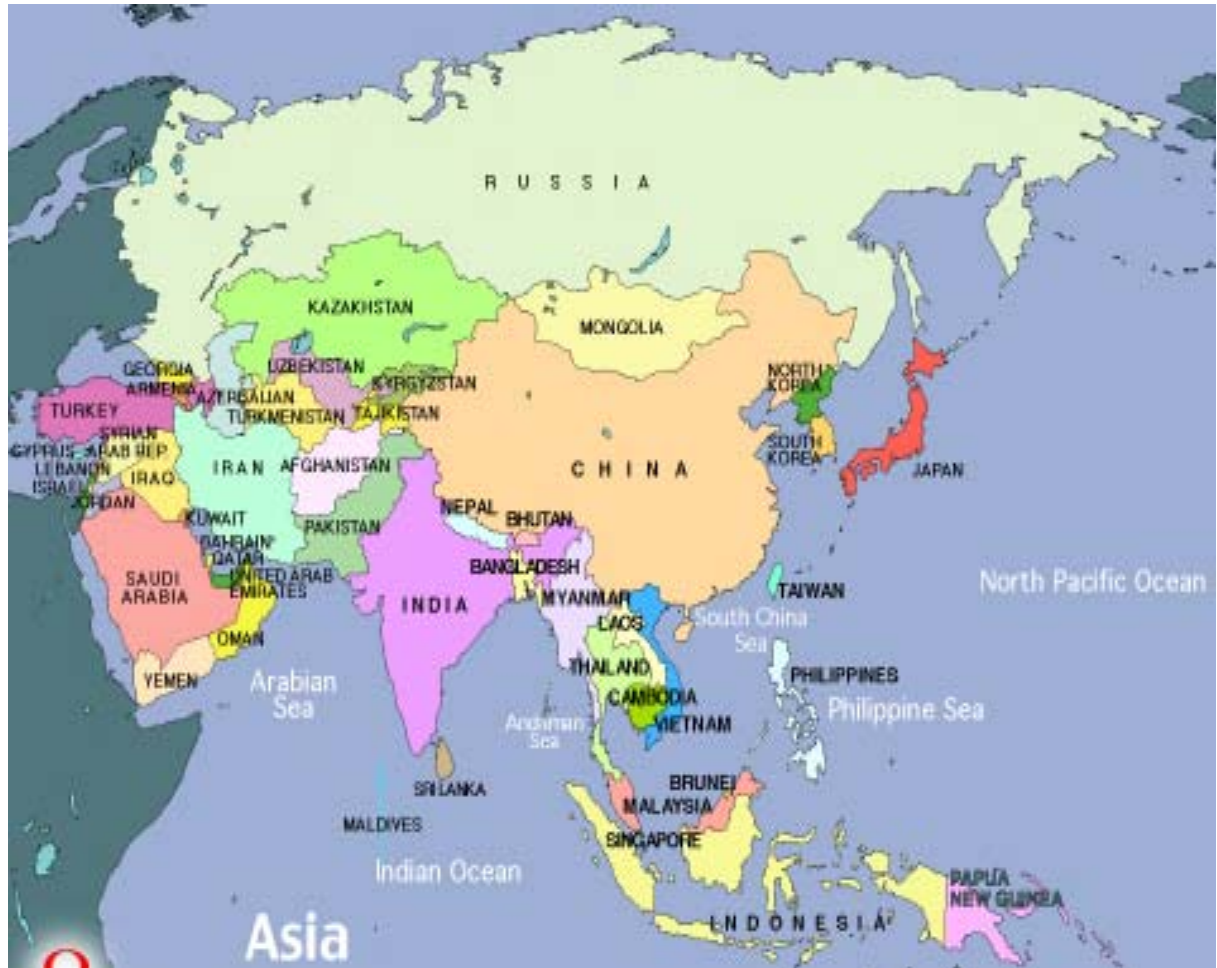 RUSSIA
KAZAKHSTAN
MONGOLIA
GEORGIA
ARMENIA
UZBEKISTAN
KYRGYZSTAN
AZERBAIJAN
TURKEY
TURKMENISTAN
TAJIKISTAN
NORTH
KOREA
SYRIAN
ARAB REP.
CYPRUS
LEBANON
ISRAEL
IRAQ
IRAN
AFGHANISTAN
CHINA
SOUTH
KOREA
JAPAN
JORDAN
KUWAIT
PAKISTAN
NEPAL
BHUTAN
BAHRAIN
QATAR
SAUDI
ARABIA
UNITED ARAB
EMIRATES
BANGLADESH
INDIA
MYANMAR
TAIWAN
North Pacific Ocean
OMAN
LAOS
South China
Sea
YEMEN
Arabian
Sea
THAILAND
PHILIPPINES
CAMBODIA
Philippine Sea
Andaman
Sea
VIETNAM
SRI LANKA
BRUNEI
MALAYSIA
MALDIVES
SINGAPORE
Indian Ocean
PAPUA
NEW GUINEA
INDONESIA
Asia